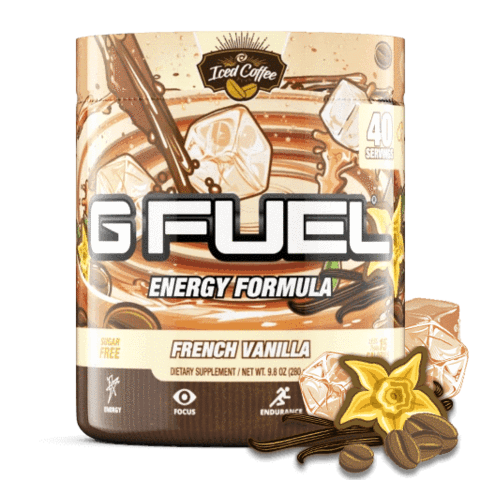 Iced Coffee
40
SERVINGS
G FUEL
ENERGY FORMULA
SUGAR
FREE
FRENCH VANILLA
DIETARY SUPPLEMENT / NET WT. 9.8 OZ (280
ENERGY
FOCUS
ENDURANCE